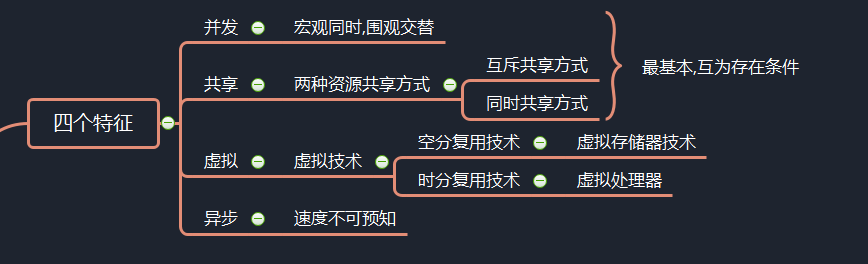 四个特征
并发
宏观同时,围观交替
共享
两种资源共享方式
互斥共享方式
同时共享方式
最基本,互为存在条件
虚拟
虚拟技术
空分复用技术
虚拟存储器技术
时分复用技术
虚拟处理器
异步
速度不可预知